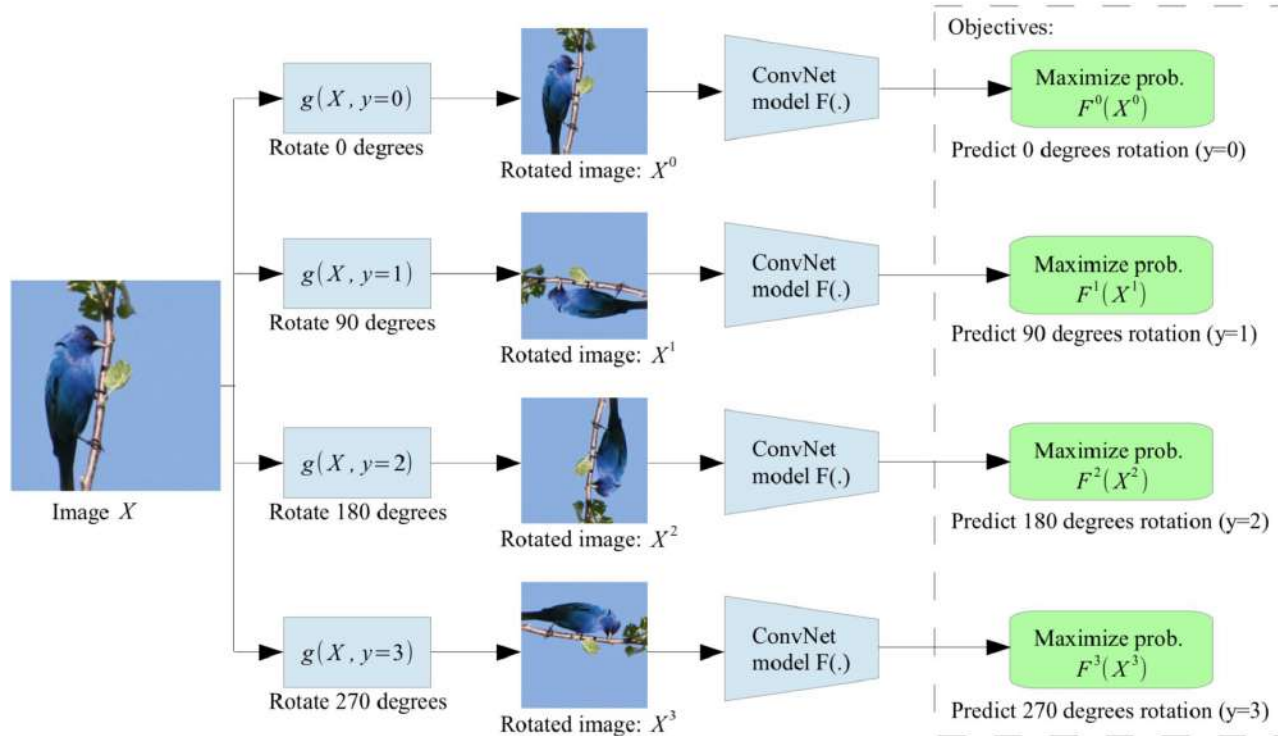 Objectives:
g(X, y=0)
Rotate 0 degrees
Rotated image: X⁰
ConvNet
model F(.)
Maximize prob.
F⁰(X⁰)
Predict 0 degrees rotation (y=0)
g(X, y=1)
Rotate 90 degrees
Rotated image: X¹
ConvNet
model F(.)
Maximize prob.
F¹(X¹)
Predict 90 degrees rotation (y=1)
Image X
g(X, y=2)
Rotate 180 degrees
Rotated image: X²
ConvNet
model F(.)
Maximize prob.
F²(X²)
Predict 180 degrees rotation (y=2)
g(X, y=3)
Rotate 270 degrees
Rotated image: X³
ConvNet
model F(.)
Maximize prob.
F³(X³)
Predict 270 degrees rotation (y=3)